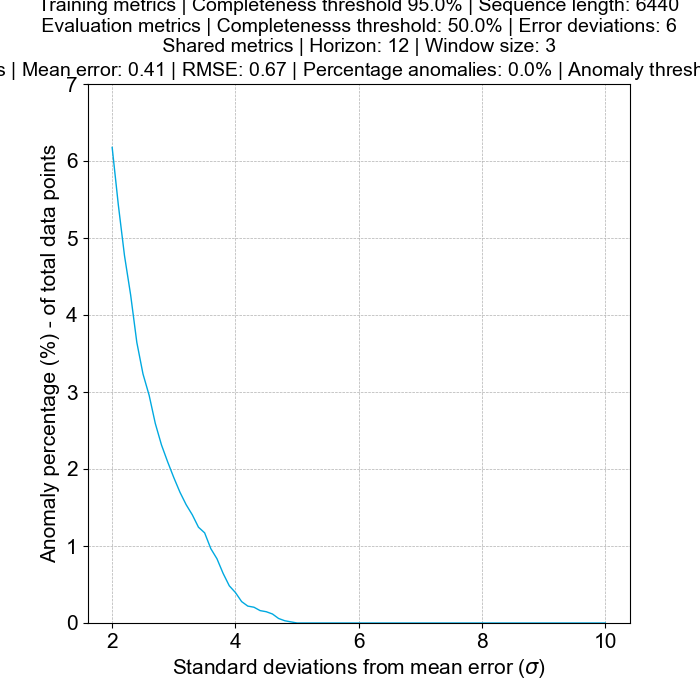 Training metrics | Completeness threshold 95.0% | Sequence length: 6440
Evaluation metrics | Completenesss threshold: 50.0% | Error deviations: 6
Shared metrics | Horizon: 12 | Window size: 3
| Mean error: 0.41 | RMSE: 0.67 | Percentage anomalies: 0.0% | Anomaly
7
6
5
4
3
2
1
0
Anomaly percentage (%) - of total data points
2 4 6 8 10
Standard deviations from mean error (σ)